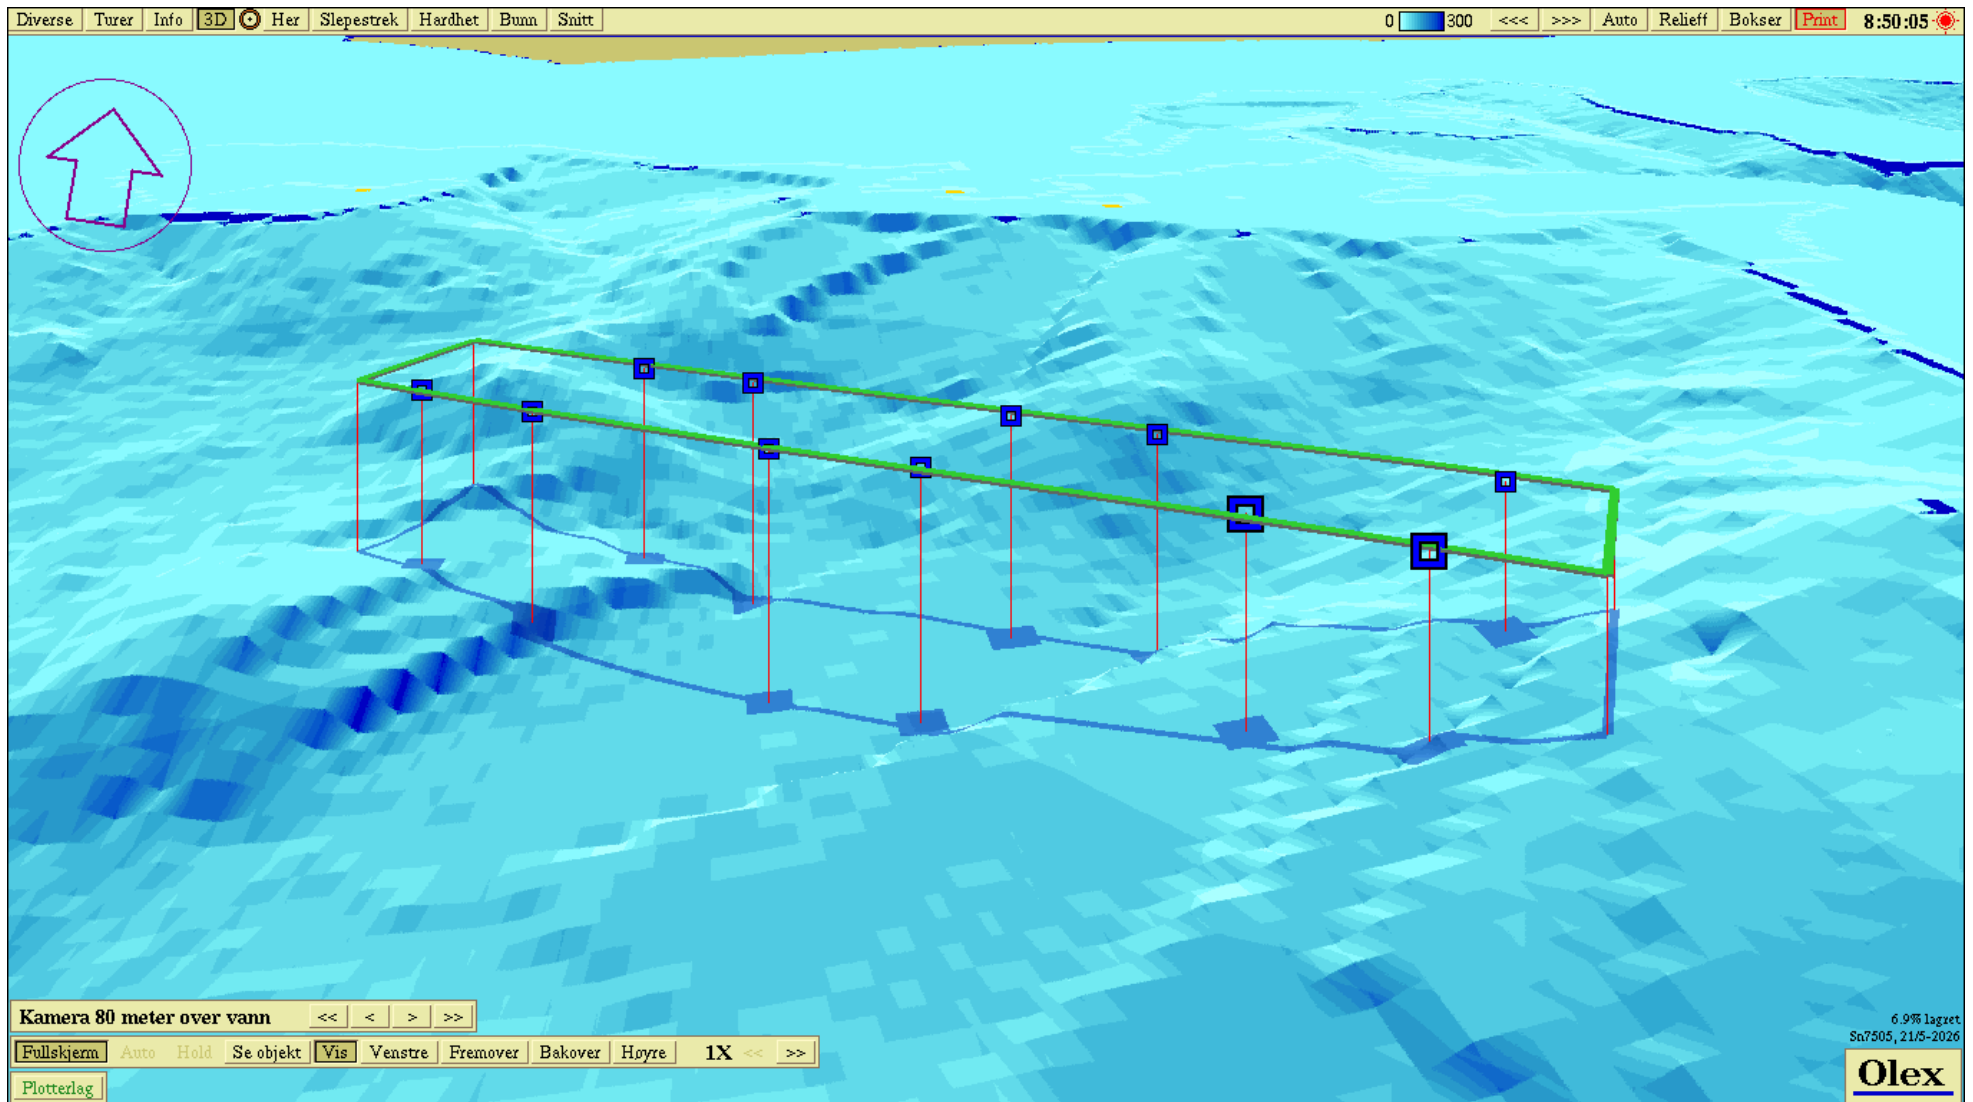 Diverse Turer Info 3D Her Slepestrek Hardhet Bunn Snitt 0 300 <<< >>> Auto Relieff Bokser Print 8:50:05
Kamera 80 meter over vann << < > >>
Fullskjerm Auto Hold Se objekt Vis Venstre Fremover Bakover Høyre 1X << >>
Plotterlag
6.9% lagret
Sn7505, 21/5-2026
Olex